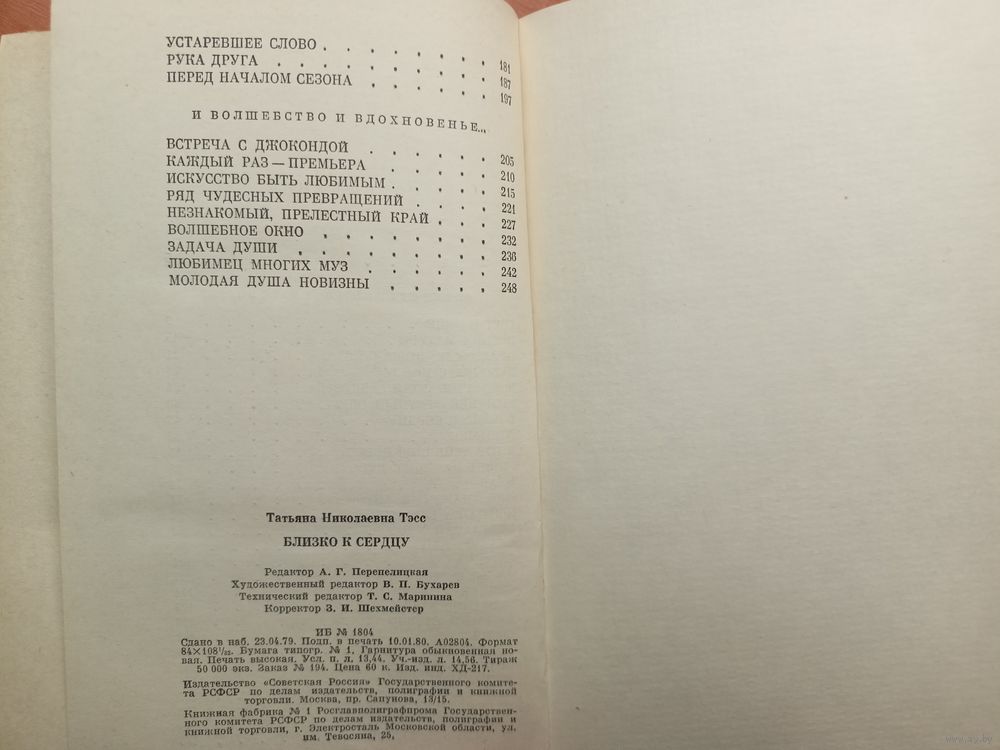 УСТАРЕВШЕЕ СЛОВО . . . . . . . . 181
РУКА ДРУГА . . . . . . . . . . 187
ПЕРЕД НАЧАЛОМ СЕЗОНА . . . . . . 197
И ВОЛШЕБСТВО И ВДОХНОВЕНЬЕ...
ВСТРЕЧА С ДЖОКОНДОЙ . . . . . . 205
КАЖДЫЙ РАЗ — ПРЕМЬЕРА . . . . . 210
ИСКУССТВО БЫТЬ ЛЮБИМЫМ . . . . . 215
РЯД ЧУДЕСНЫХ ПРЕВРАЩЕНИЙ . . . . 221
НЕЗНАКОМЫЙ, ПРЕЛЕСТНЫЙ КРАЙ . . . 227
ВОЛШЕБНОЕ ОКНО . . . . . . . . 232
ЗАДАЧА ДУШИ . . . . . . . . . 236
ЛЮБИМЕЦ МНОГИХ МУЗ . . . . . . 242
МОЛОДАЯ ДУША НОВИЗНЫ . . . . . 248
Татьяна Николаевна Тэсс
БЛИЗКО К СЕРДЦУ
Редактор А. Г. Перепелицкая
Художественный редактор В. П. Бухарев
Технический редактор Т. С. Маринина
Корректор З. И. Шехмейстер
ИБ № 1804
Сдано в наб. 23.04.79. Подп. в печать 10.01.80. А02804. Формат
84×108¹/₃₂. Бумага типогр. № 1. Гарнитура обыкновенная но-
вая. Печать высокая. Усл. п. л. 13,44. Уч.-изд. л. 14,56. Тираж
50 000 экз. Заказ № 194. Цена 60 к. Изд. инд. ХД-217.
Издательство «Советская Россия» Государственного комите-
та РСФСР по делам издательств, полиграфии и книжной
торговли. Москва, пр. Сапунова, 13/15.
Книжная фабрика № 1 Росглавполиграфпрома Государствен-
ного комитета РСФСР по делам издательств, полиграфии и
книжной торговли, г. Электросталь Московской области, ул.
им. Тевосяна, 25.
www.ay.by